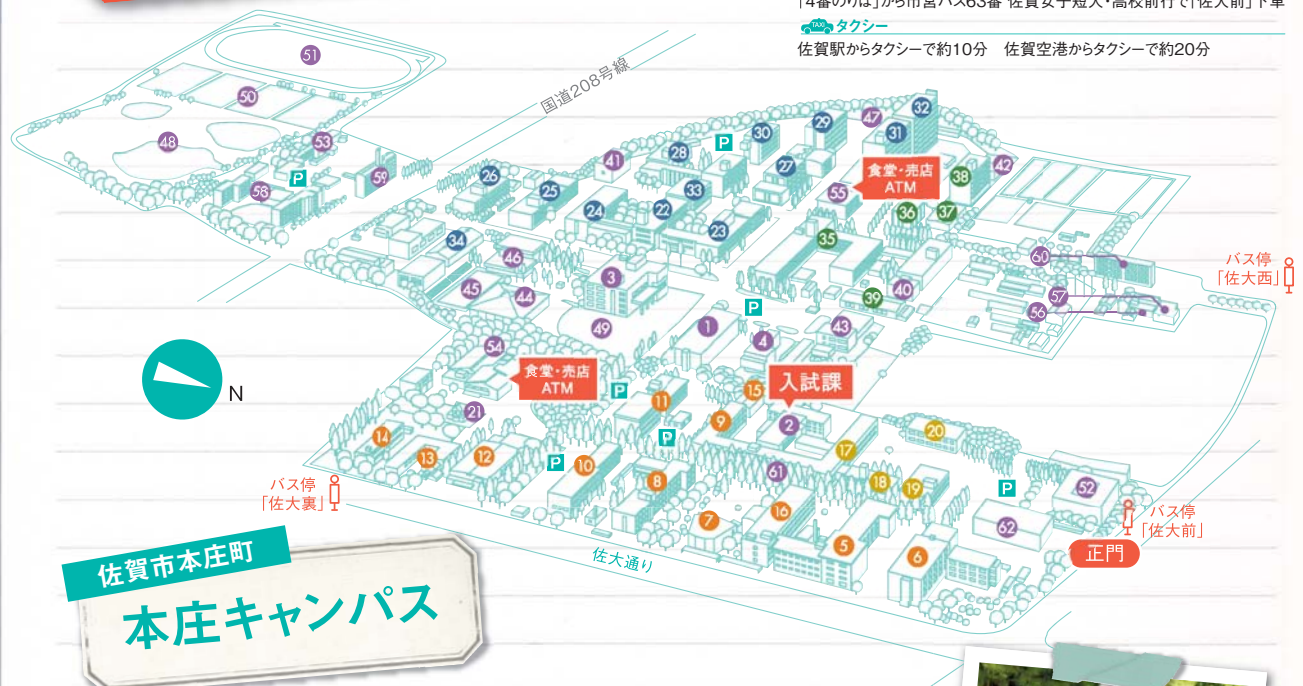 「4番のりば」から市営バス63番 佐賀女子短大・高校前行で「佐大前」下車
TAXI タクシー
佐賀駅からタクシーで約10分　佐賀空港からタクシーで約20分
51
国道208号線
50
48
53
58
P
59
26
25
41
28
P
30
29
47
31
32
27
24
22
33
23
55
食堂・売店
ATM
38
42
36
37
34
46
45
44
3
35
39
40
60
57
56
バス停
「佐大西」
49
1
P
4
43
N
54
食堂・売店
ATM
P
11
15
入試課
9
2
17
20
21
14
13
12
P
10
P
8
61
18
19
P
52
バス停
「佐大裏」
7
16
5
6
62
バス停
「佐大前」
正門
佐大通り
佐賀市本庄町
本庄キャンパス